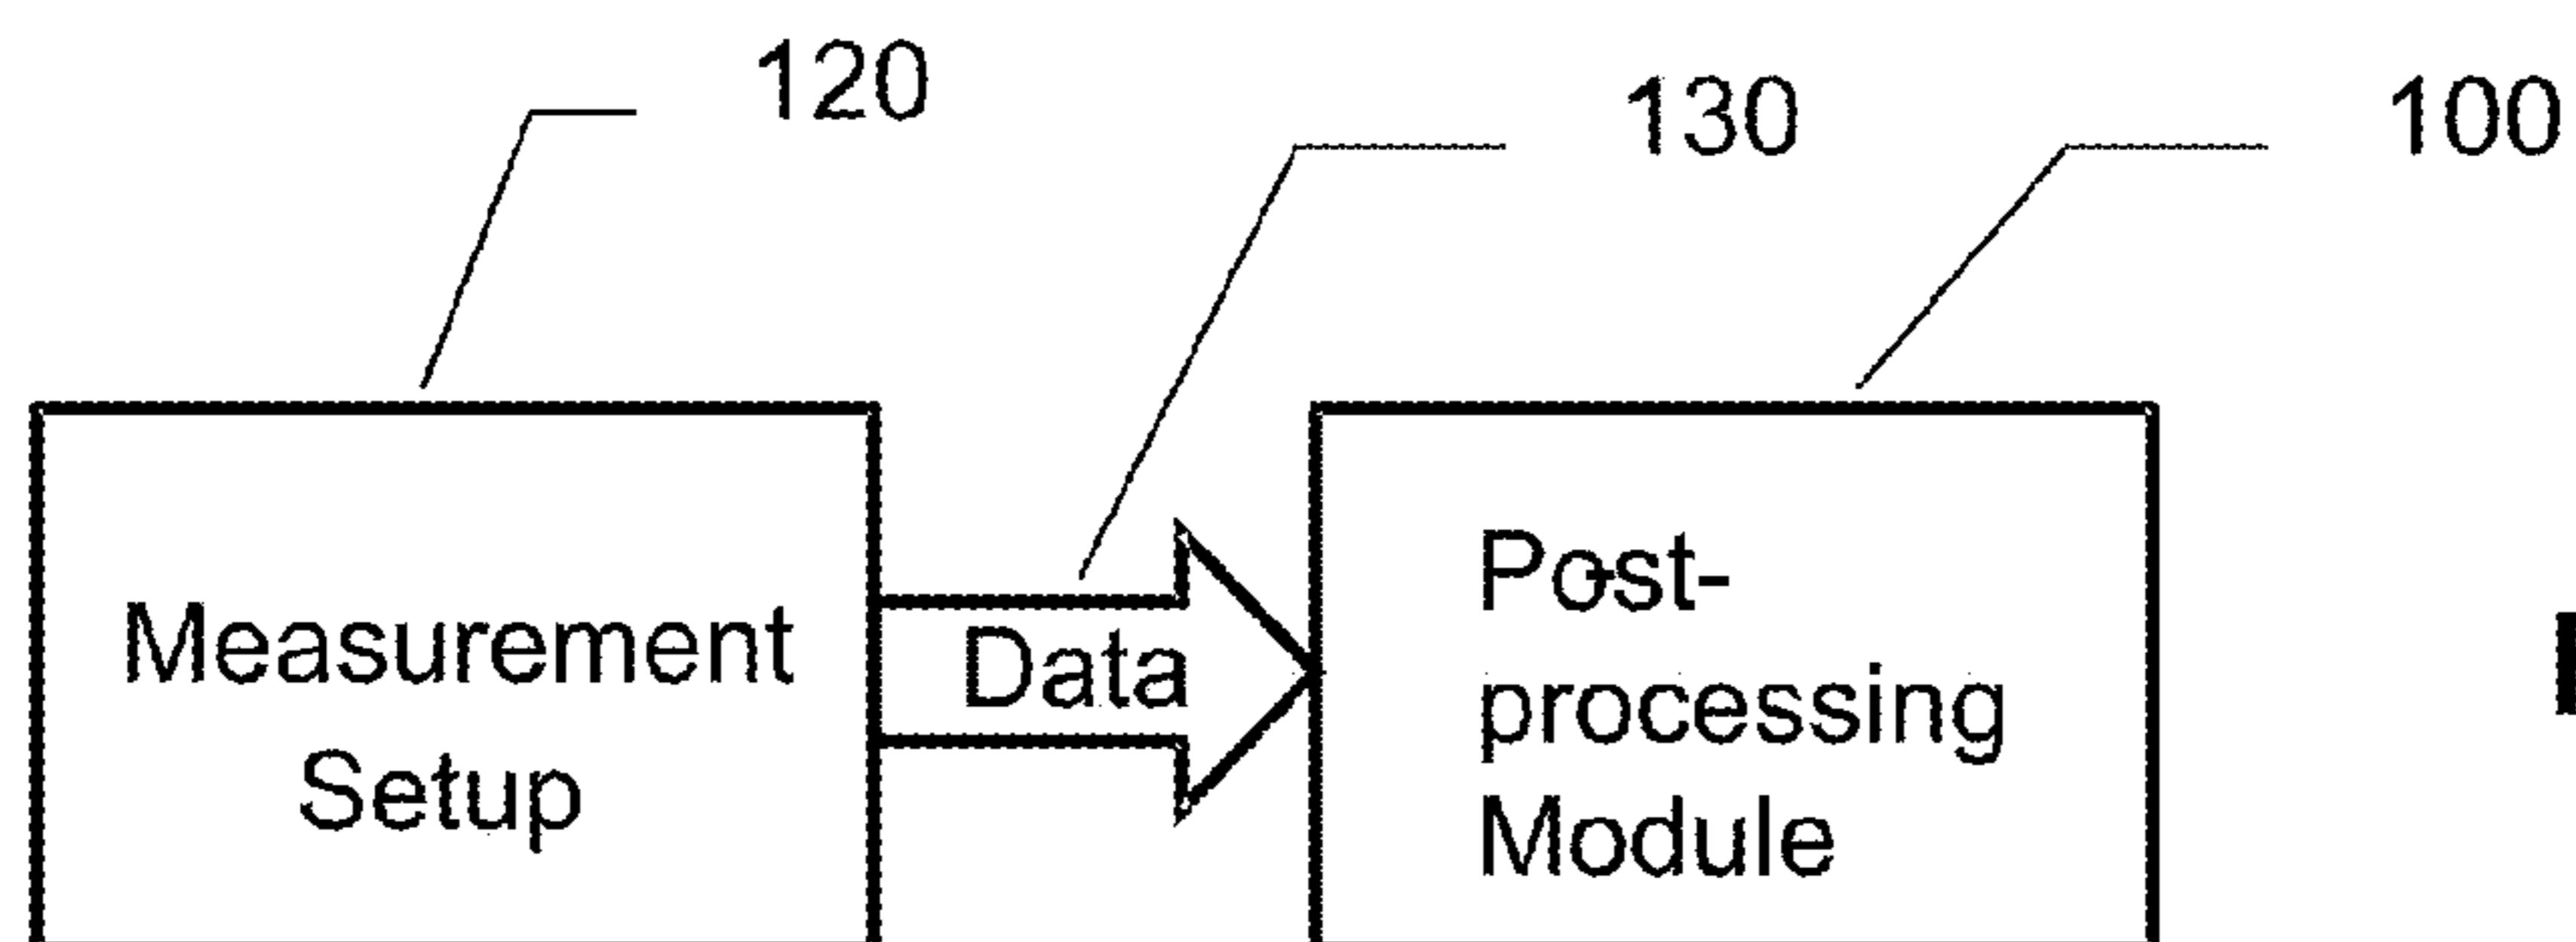 120
130
100
Measurement
Setup
Data
Post-
processing
Module